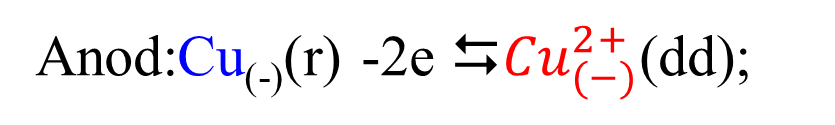 Anod:Cu₍₋₎(r) -2e ⇆Cu²⁺₍₋₎(dd);